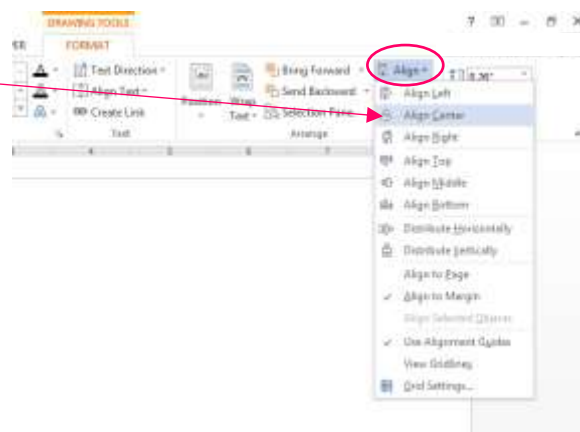 DRAWING TOOLS
FORMAT
Text Direction
Align Text
Create Link
Text
Position
Wrap Text
Bring Forward
Send Backward
Selection Pane
Arrange
Align
Align Left
Align Center
Align Right
Align Top
Align Middle
Align Bottom
Distribute Horizontally
Distribute Vertically
Align to Page
Align to Margin
Align Selected Objects
Use Alignment Guides
View Gridlines
Grid Settings...